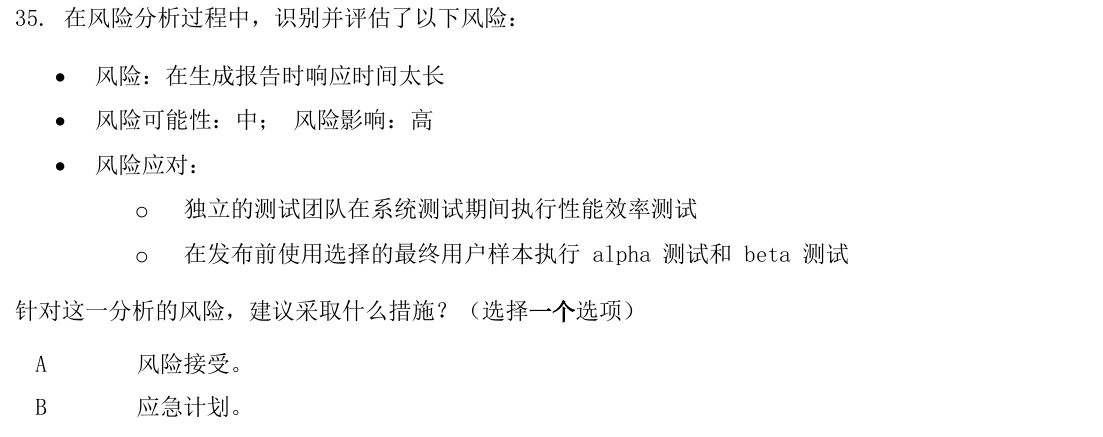 35. 在风险分析过程中，识别并评估了以下风险：
• 风险：在生成报告时响应时间太长
• 风险可能性：中； 风险影响：高
• 风险应对：
o 独立的测试团队在系统测试期间执行性能效率测试
o 在发布前使用选择的最终用户样本执行 alpha 测试和 beta 测试
针对这一分析的风险，建议采取什么措施？（选择一个选项）
A 风险接受。
B 应急计划。